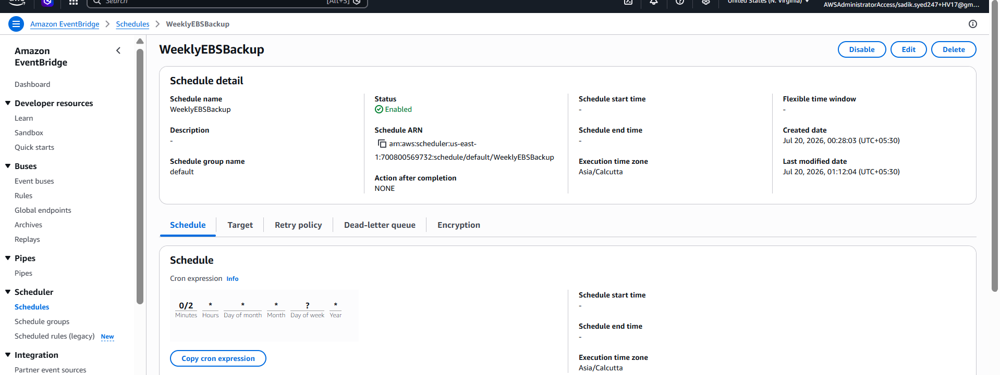 aws
Search
[Alt+S]
United States (N. Virginia)
AWSAdministratorAccess/sadik.syed247+HV17@gm...
Amazon EventBridge
Schedules
WeeklyEBSBackup
Amazon
EventBridge
Dashboard
Developer resources
Learn
Sandbox
Quick starts
Buses
Event buses
Rules
Global endpoints
Archives
Replays
Pipes
Pipes
Scheduler
Schedules
Schedule groups
Scheduled rules (legacy) New
Integration
Partner event sources
WeeklyEBSBackup
Disable
Edit
Delete
Schedule detail
Schedule name
WeeklyEBSBackup
Description
-
Schedule group name
default
Status
Enabled
Schedule ARN
arn:aws:scheduler:us-east-
1:700800569732:schedule/default/WeeklyEBSBackup
Action after completion
NONE
Schedule start time
-
Schedule end time
-
Execution time zone
Asia/Calcutta
Flexible time window
-
Created date
Jul 20, 2026, 00:28:03 (UTC+05:30)
Last modified date
Jul 20, 2026, 01:12:04 (UTC+05:30)
Schedule
Target
Retry policy
Dead-letter queue
Encryption
Schedule
Cron expression Info
0/2 * * * ? *
Minutes Hours Day of month Month Day of week Year
Copy cron expression
Schedule start time
-
Schedule end time
-
Execution time zone
Asia/Calcutta